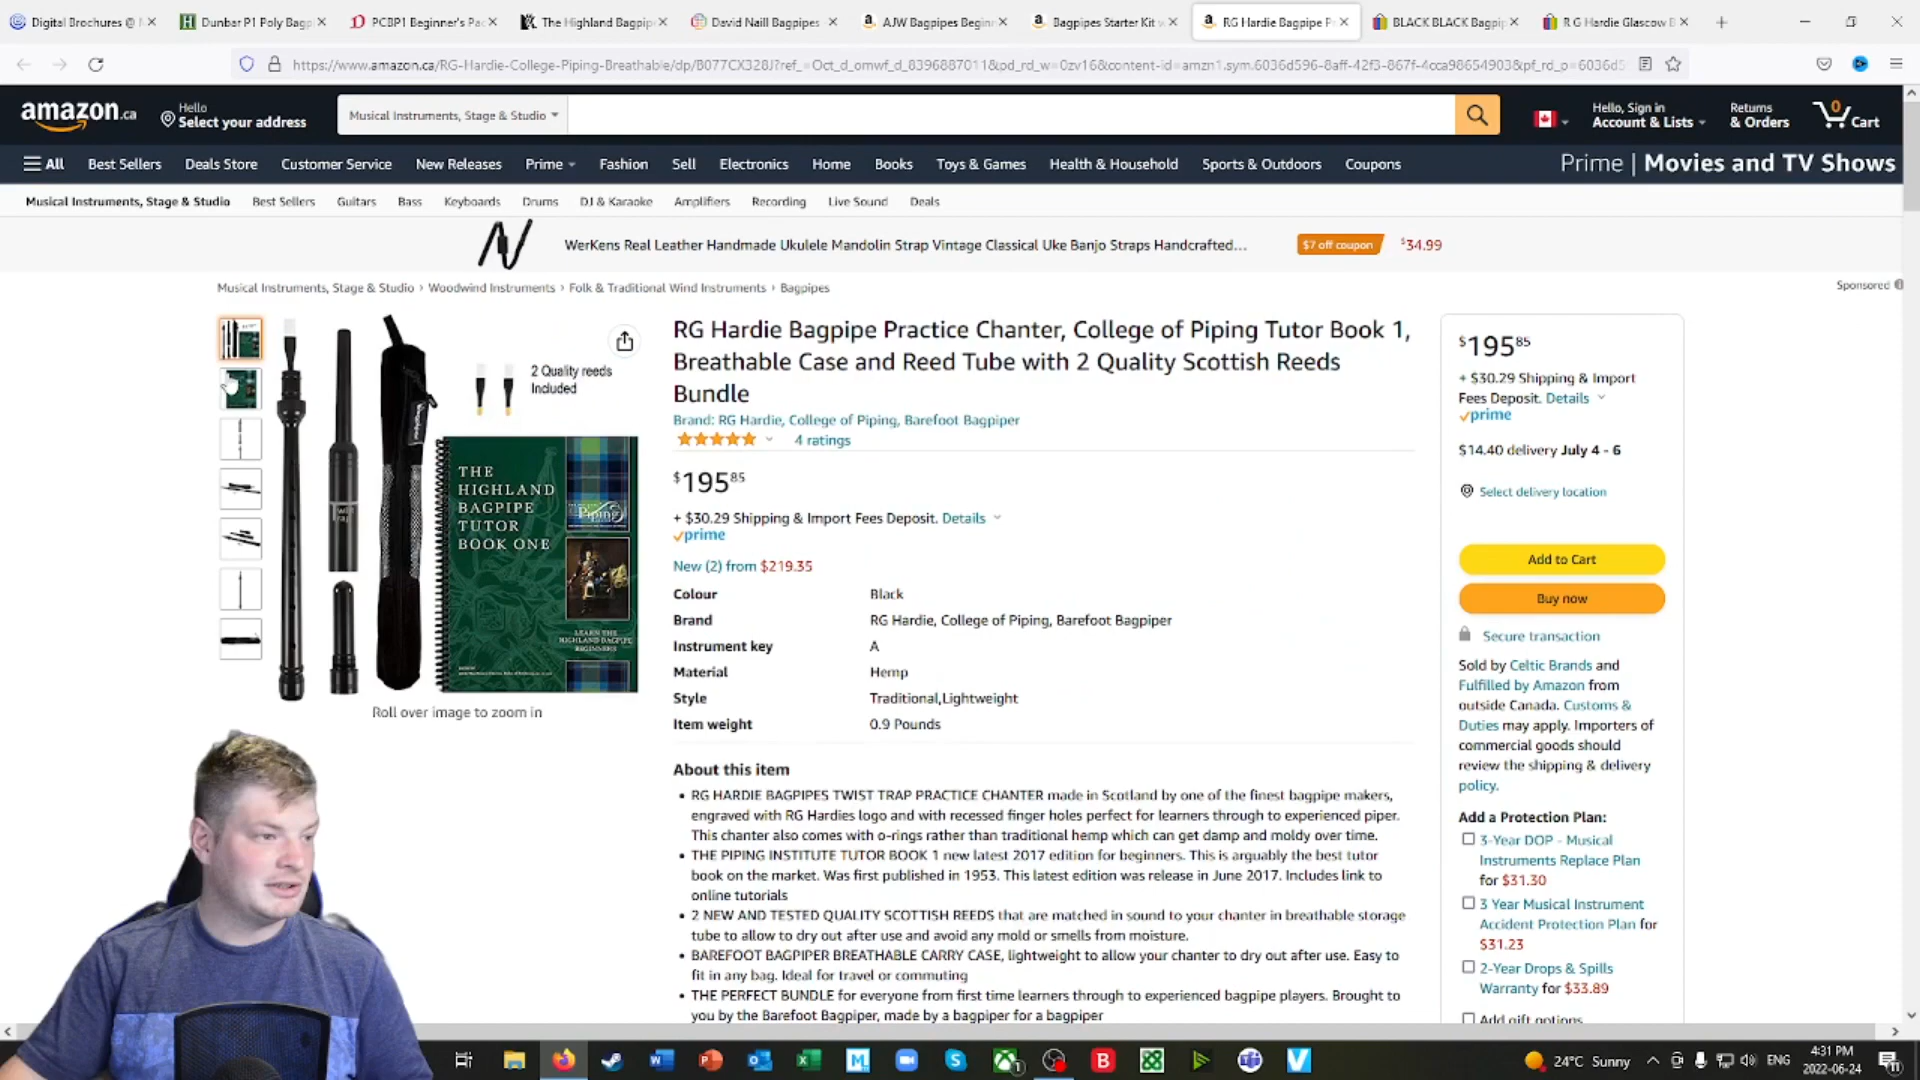 Digital Brochures @
Dunbar P1 Poly Bagp
PCBP1 Beginner's Pac
The Highland Bagpip
David Naill Bagpipes
AJW Bagpipes Begin
Bagpipes Starter Kit
RG Hardie Bagpipe P
BLACK BLACK Bagpip
R G Hardie Glascow B
https://www.amazon.ca/RG-Hardie-College-Piping-Breathable/dp/B077CX328J?ref_=Oct_d_omwf_d_8396887011&pd_rd_w=0zv16&content-id=amzn1.sym.6036d596-8aff-42f3-867f-4cca98654903&pf_rd_p=6036d5
amazon.ca
Hello
Select your address
Musical Instruments, Stage & Studio
Hello, Sign in
Account & Lists
Returns
& Orders
0
Cart
All
Best Sellers
Deals Store
Customer Service
New Releases
Prime
Fashion
Sell
Electronics
Home
Books
Toys & Games
Health & Household
Sports & Outdoors
Coupons
Prime | Movies and TV Shows
Musical Instruments, Stage & Studio
Best Sellers
Guitars
Bass
Keyboards
Drums
DJ & Karaoke
Amplifiers
Recording
Live Sound
Deals
WerKens Real Leather Handmade Ukulele Mandolin Strap Vintage Classical Uke Banjo Straps Handcrafted...
$7 off coupon
$34.99
Musical Instruments, Stage & Studio › Woodwind Instruments › Folk & Traditional Wind Instruments › Bagpipes
Sponsored
2 Quality reeds
Included
THE
HIGHLAND
BAGPIPE
TUTOR
BOOK ONE
Piping
LEARN THE
HIGHLAND BAGPIPE
BEGINNERS
Roll over image to zoom in
RG Hardie Bagpipe Practice Chanter, College of Piping Tutor Book 1,
Breathable Case and Reed Tube with 2 Quality Scottish Reeds
Bundle
Brand: RG Hardie, College of Piping, Barefoot Bagpiper
4 ratings
$195 85
+ $30.29 Shipping & Import Fees Deposit. Details
prime
New (2) from $219.35
Colour Black
Brand RG Hardie, College of Piping, Barefoot Bagpiper
Instrument key A
Material Hemp
Style Traditional,Lightweight
Item weight 0.9 Pounds
About this item
• RG HARDIE BAGPIPES TWIST TRAP PRACTICE CHANTER made in Scotland by one of the finest bagpipe makers,
engraved with RG Hardies logo and with recessed finger holes perfect for learners through to experienced piper.
This chanter also comes with o-rings rather than traditional hemp which can get damp and moldy over time.
• THE PIPING INSTITUTE TUTOR BOOK 1 new latest 2017 edition for beginners. This is arguably the best tutor
book on the market. Was first published in 1953. This latest edition was release in June 2017. Includes link to
online tutorials
• 2 NEW AND TESTED QUALITY SCOTTISH REEDS that are matched in sound to your chanter in breathable storage
tube to allow to dry out after use and avoid any mold or smells from moisture.
• BAREFOOT BAGPIPER BREATHABLE CARRY CASE, lightweight to allow your chanter to dry out after use. Easy to
fit in any bag. Ideal for travel or commuting
• THE PERFECT BUNDLE for everyone from first time learners through to experienced bagpipe players. Brought to
you by the Barefoot Bagpiper, made by a bagpiper for a bagpiper
$195 85
+ $30.29 Shipping & Import
Fees Deposit. Details
prime
$14.40 delivery July 4 - 6
Select delivery location
Add to Cart
Buy now
Secure transaction
Sold by Celtic Brands and
Fulfilled by Amazon from
outside Canada. Customs &
Duties may apply. Importers of
commercial goods should
review the shipping & delivery
policy.
Add a Protection Plan:
3-Year DOP - Musical
Instruments Replace Plan
for $31.30
3 Year Musical Instrument
Accident Protection Plan for
$31.23
2-Year Drops & Spills
Warranty for $33.89
Add gift options
24°C Sunny
ENG
4:31 PM
2022-06-24